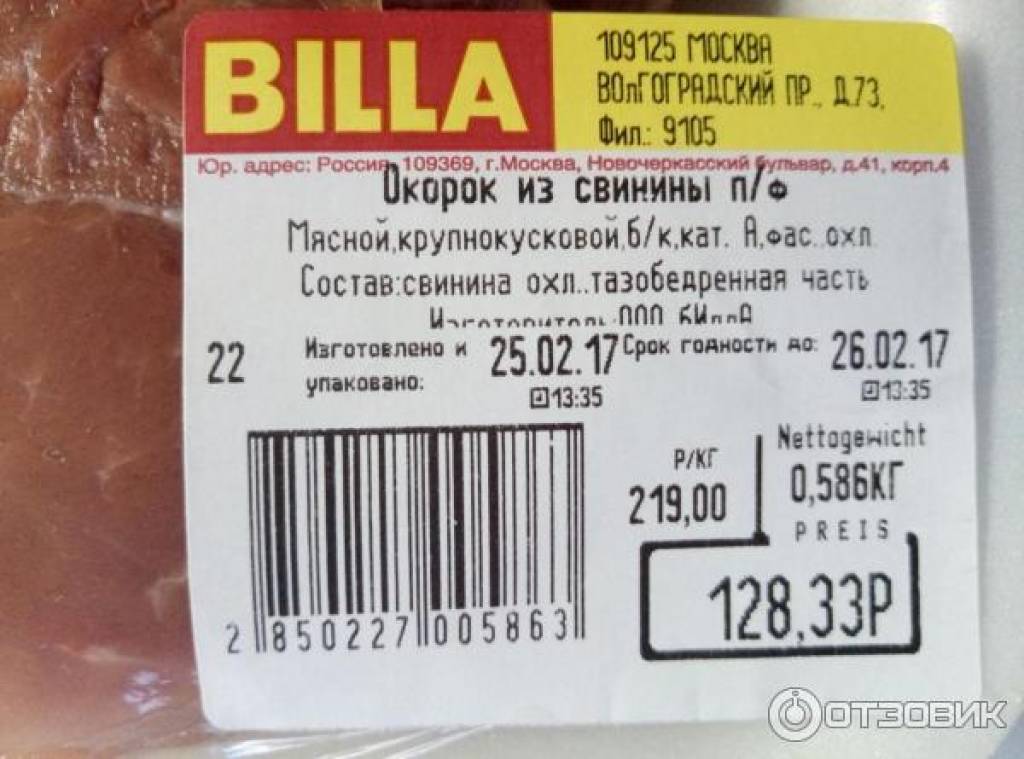 BILLA
109125 МОСКВА
ВОлГОГРАДСКИЙ ПР., Д.73,
Фил.: 9105
Юр. адрес: Россия, 109369, г.Москва, Новочеркасский бульвар, д.41, корп.4
Окорок из свинины п/ф
Мясной,крупнокусковой,б/к,кат. А,фас..охл.
Состав:свинина охл..тазобедренная часть
Изготовитель:ООО бИллА
22 Изготовлено и упаковано: 25.02.17 13:35
Срок годности до: 26.02.17 13:35
Р/КГ
219,00
Nettogewicht
0,586КГ
PREIS
128,33Р
2 850227 005863
ОТЗОВИК